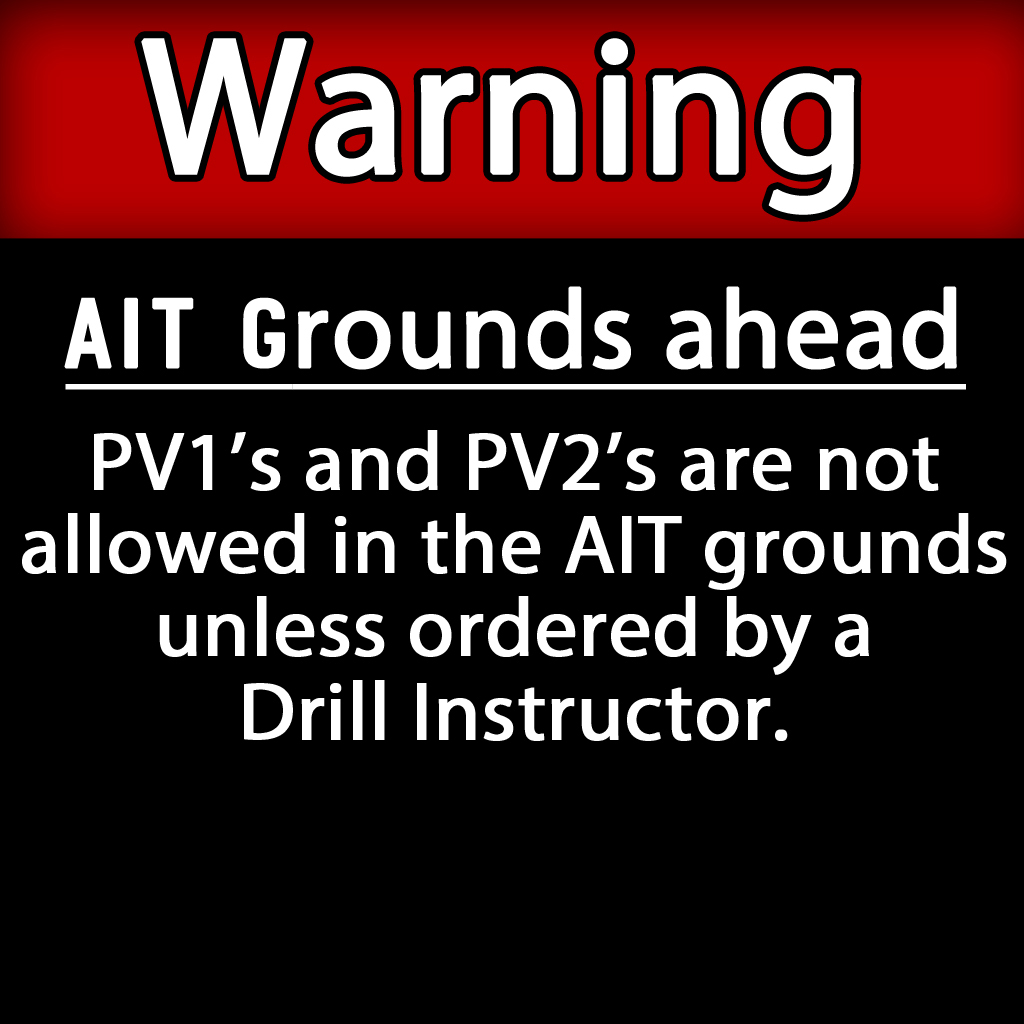 Warning
AIT Grounds ahead
PV1’s and PV2’s are not
allowed in the AIT grounds
unless ordered by a
Drill Instructor.